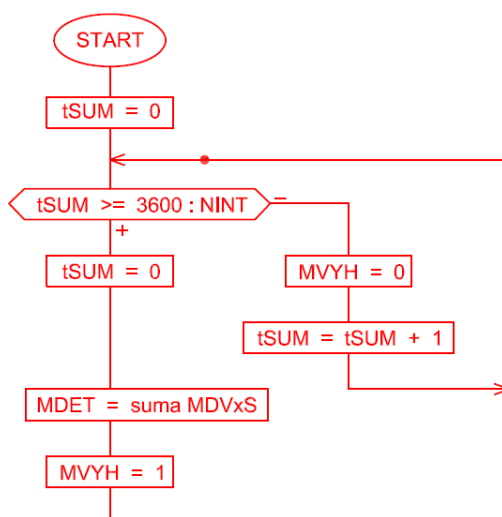 START
tSUM = 0
tSUM >= 3600 : NINT
−
+
tSUM = 0
MVYH = 0
tSUM = tSUM + 1
MDET = suma MDVxS
MVYH = 1